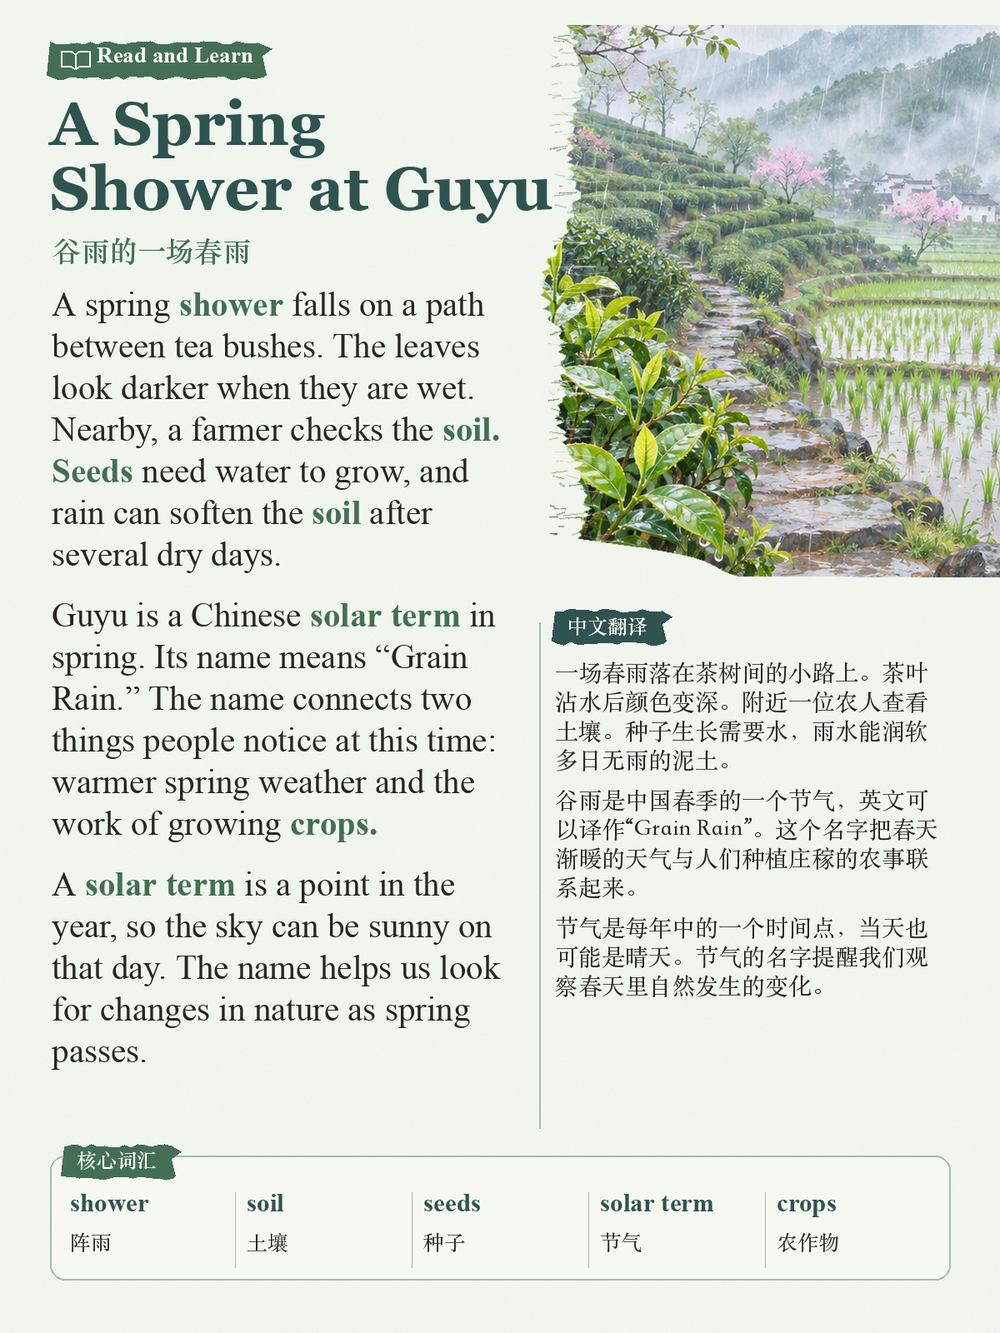 Read and Learn
A Spring
Shower at Guyu
谷雨的一场春雨
A spring shower falls on a path
between tea bushes. The leaves
look darker when they are wet.
Nearby, a farmer checks the soil.
Seeds need water to grow, and
rain can soften the soil after
several dry days.
Guyu is a Chinese solar term in
spring. Its name means “Grain
Rain.” The name connects two
things people notice at this time:
warmer spring weather and the
work of growing crops.
A solar term is a point in the
year, so the sky can be sunny on
that day. The name helps us look
for changes in nature as spring
passes.
中文翻译
一场春雨落在茶树间的小路上。茶叶
沾水后颜色变深。附近一位农人查看
土壤。种子生长需要水，雨水能润软
多日无雨的泥土。
谷雨是中国春季的一个节气，英文可
以译作“Grain Rain”。这个名字把春天
渐暖的天气与人们种植庄稼的农事联
系起来。
节气是每年中的一个时间点，当天也
可能是晴天。节气的名字提醒我们观
察春天里自然发生的变化。
核心词汇
shower
阵雨
soil
土壤
seeds
种子
solar term
节气
crops
农作物